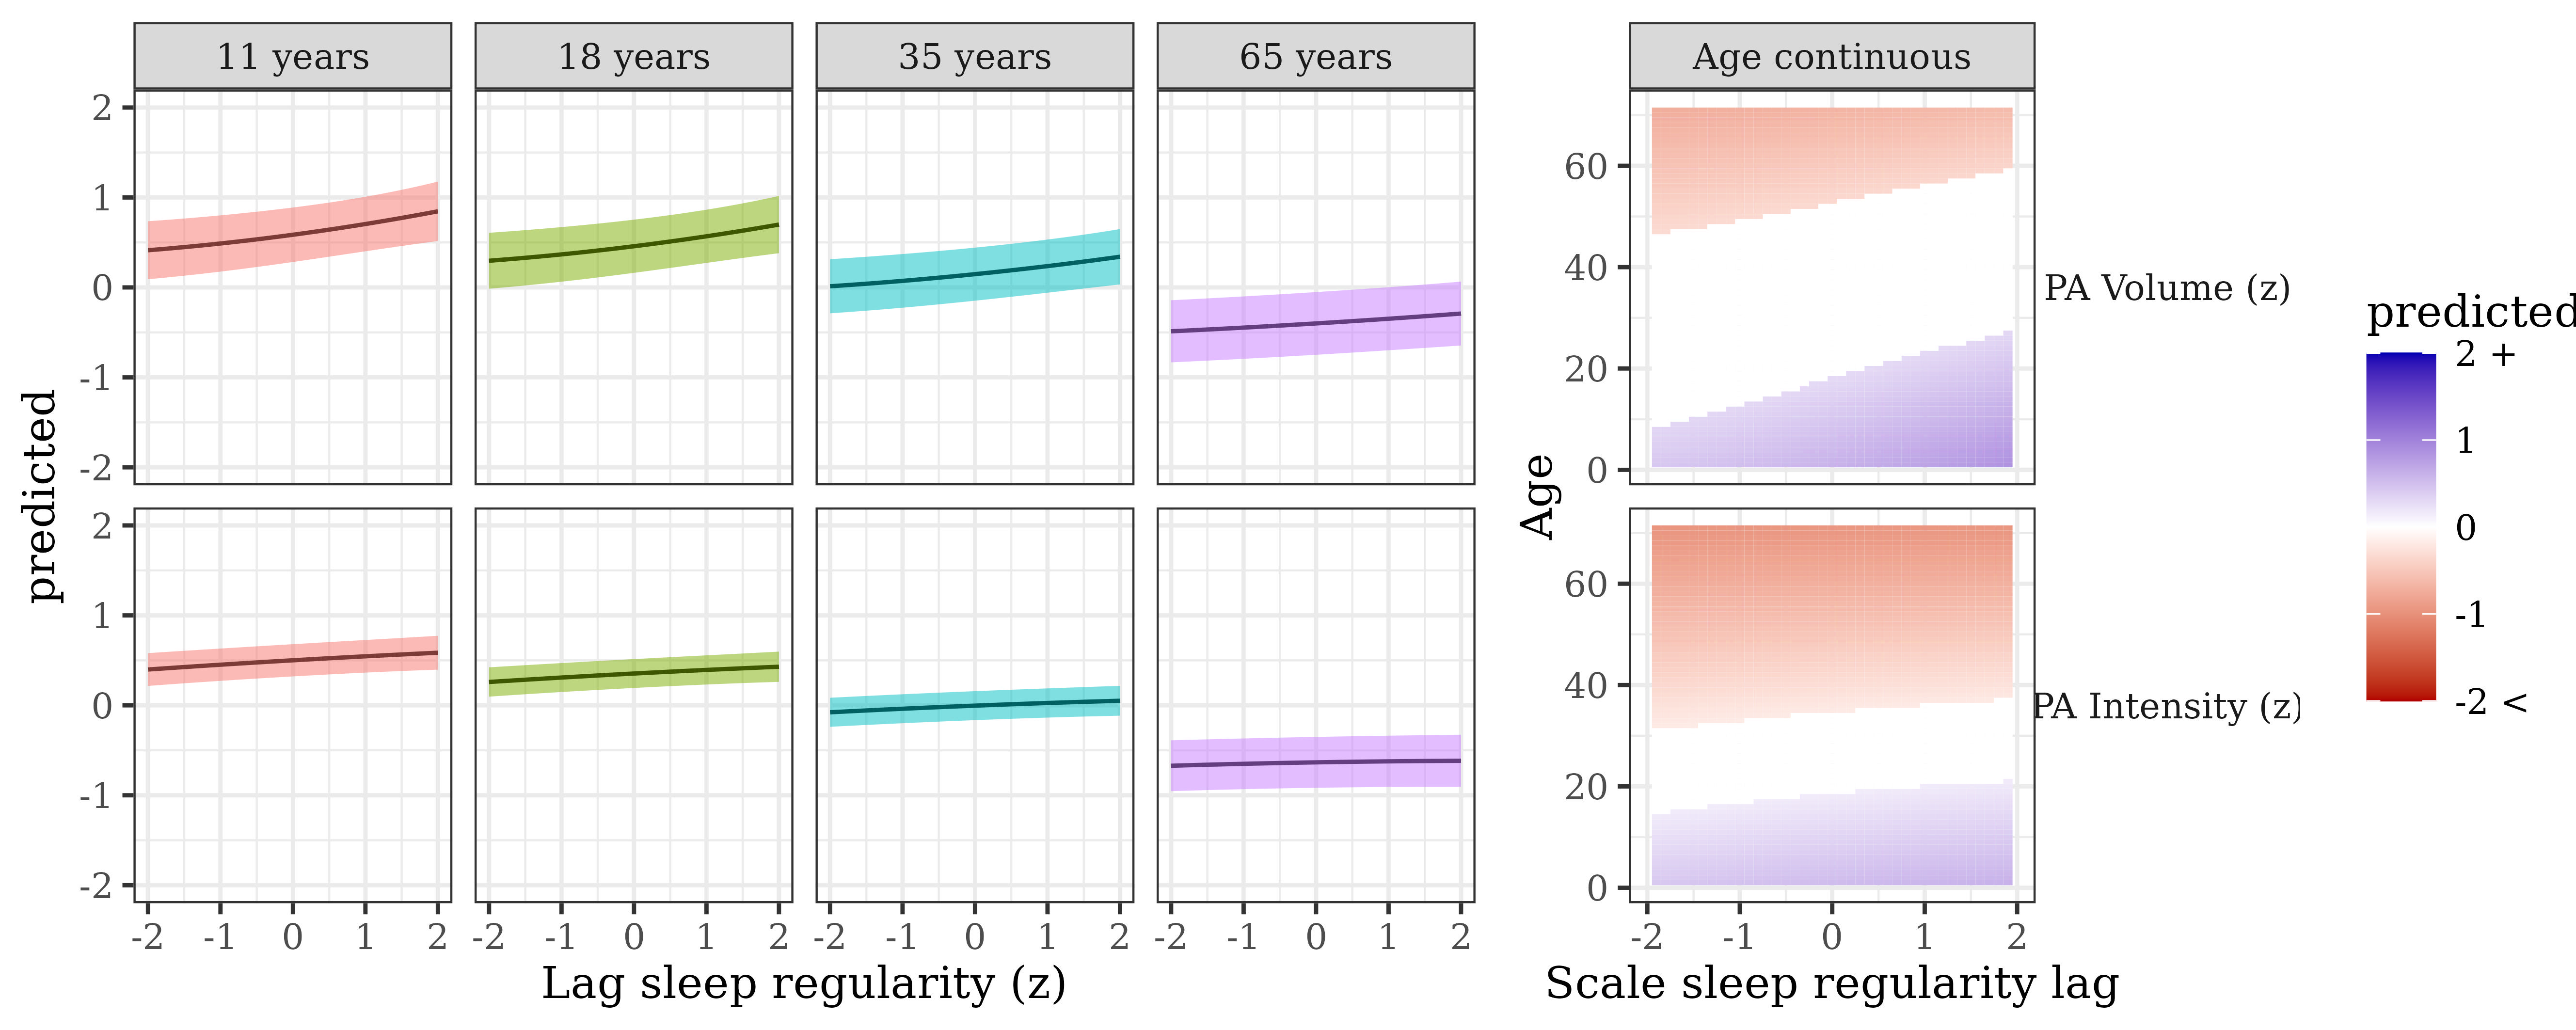 11 years
18 years
35 years
65 years
Age continuous
predicted
2
1
0
-1
-2
2
1
0
-1
-2
-2 -1 0 1 2
-2 -1 0 1 2
-2 -1 0 1 2
-2 -1 0 1 2
Lag sleep regularity (z)
Age
60
40
20
0
60
40
20
0
-2 -1 0 1 2
Scale sleep regularity lag
PA Volume (z)
PA Intensity (z)
predicted
2 +
1
0
-1
-2 <